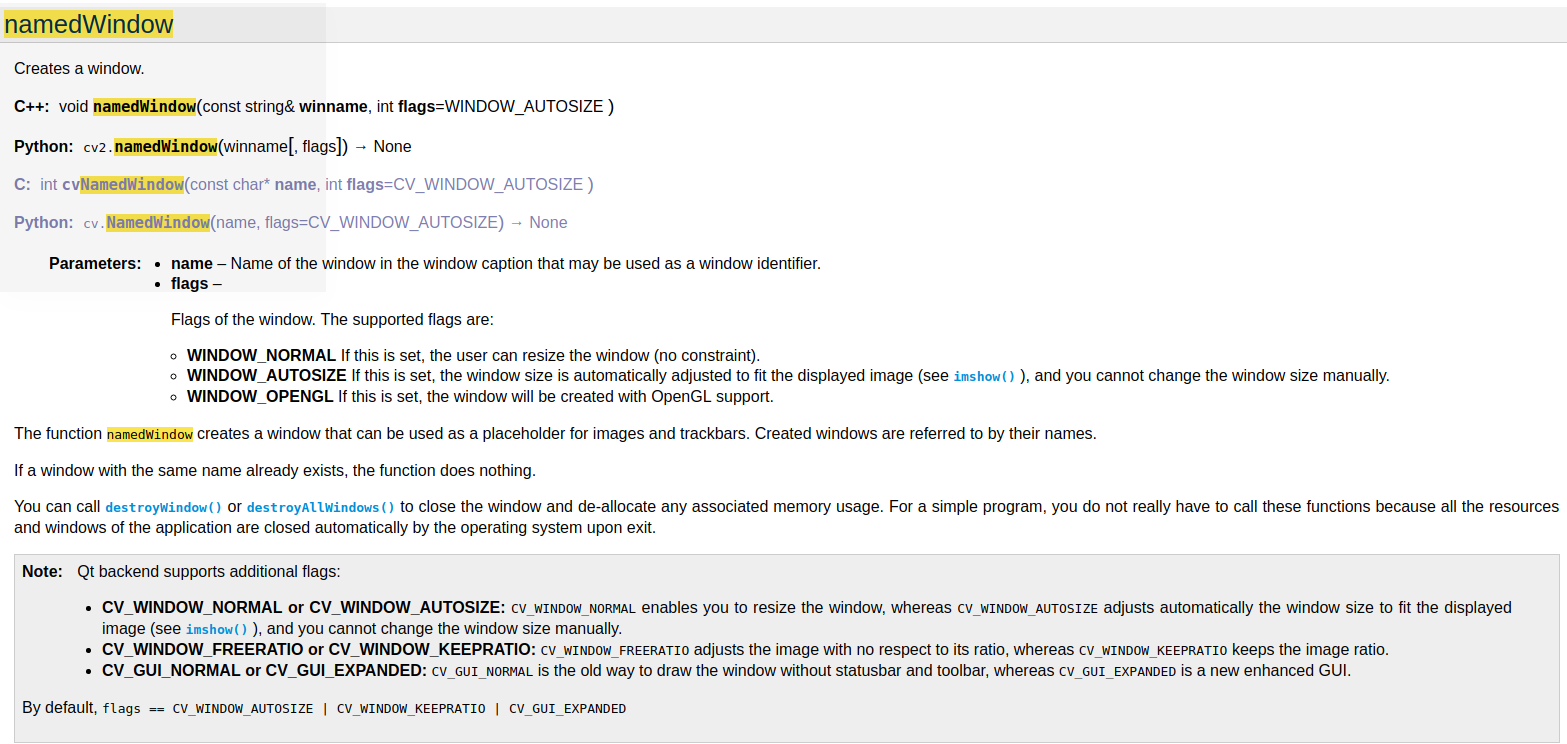 namedWindow
Creates a window.
C++: void namedWindow(const string& winname, int flags=WINDOW_AUTOSIZE )
Python: cv2.namedWindow(winname[, flags]) → None
C: int cvNamedWindow(const char* name, int flags=CV_WINDOW_AUTOSIZE )
Python: cv.NamedWindow(name, flags=CV_WINDOW_AUTOSIZE) → None
Parameters: • name – Name of the window in the window caption that may be used as a window identifier.
• flags –
Flags of the window. The supported flags are:
◦ WINDOW_NORMAL If this is set, the user can resize the window (no constraint).
◦ WINDOW_AUTOSIZE If this is set, the window size is automatically adjusted to fit the displayed image (see imshow() ), and you cannot change the window size manually.
◦ WINDOW_OPENGL If this is set, the window will be created with OpenGL support.
The function namedWindow creates a window that can be used as a placeholder for images and trackbars. Created windows are referred to by their names.
If a window with the same name already exists, the function does nothing.
You can call destroyWindow() or destroyAllWindows() to close the window and de-allocate any associated memory usage. For a simple program, you do not really have to call these functions because all the resources
and windows of the application are closed automatically by the operating system upon exit.
Note: Qt backend supports additional flags:
• CV_WINDOW_NORMAL or CV_WINDOW_AUTOSIZE: CV_WINDOW_NORMAL enables you to resize the window, whereas CV_WINDOW_AUTOSIZE adjusts automatically the window size to fit the displayed
image (see imshow() ), and you cannot change the window size manually.
• CV_WINDOW_FREERATIO or CV_WINDOW_KEEPRATIO: CV_WINDOW_FREERATIO adjusts the image with no respect to its ratio, whereas CV_WINDOW_KEEPRATIO keeps the image ratio.
• CV_GUI_NORMAL or CV_GUI_EXPANDED: CV_GUI_NORMAL is the old way to draw the window without statusbar and toolbar, whereas CV_GUI_EXPANDED is a new enhanced GUI.
By default, flags == CV_WINDOW_AUTOSIZE | CV_WINDOW_KEEPRATIO | CV_GUI_EXPANDED